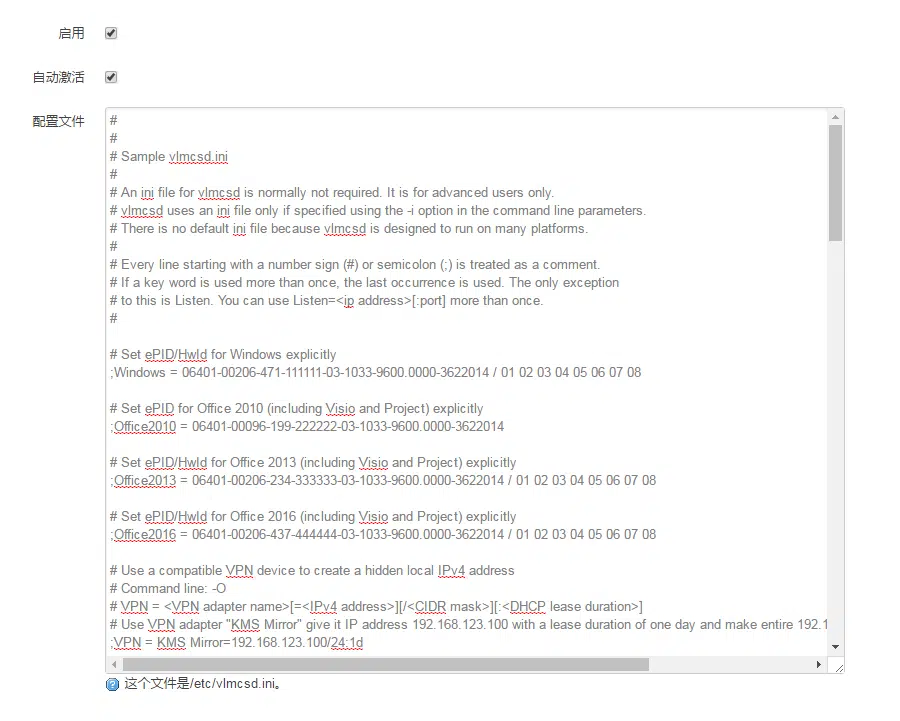 启用
自动激活
配置文件
#
#
# Sample vlmcsd.ini
#
# An ini file for vlmcsd is normally not required. It is for advanced users only.
# vlmcsd uses an ini file only if specified using the -i option in the command line parameters.
# There is no default ini file because vlmcsd is designed to run on many platforms.
#
# Every line starting with a number sign (#) or semicolon (;) is treated as a comment.
# If a key word is used more than once, the last occurrence is used. The only exception
# to this is Listen. You can use Listen=<ip address>[:port] more than once.
#
# Set ePID/HwId for Windows explicitly
;Windows = 06401-00206-471-111111-03-1033-9600.0000-3622014 / 01 02 03 04 05 06 07 08
# Set ePID for Office 2010 (including Visio and Project) explicitly
;Office2010 = 06401-00096-199-222222-03-1033-9600.0000-3622014
# Set ePID/HwId for Office 2013 (including Visio and Project) explicitly
;Office2013 = 06401-00206-234-333333-03-1033-9600.0000-3622014 / 01 02 03 04 05 06 07 08
# Set ePID/HwId for Office 2016 (including Visio and Project) explicitly
;Office2016 = 06401-00206-437-444444-03-1033-9600.0000-3622014 / 01 02 03 04 05 06 07 08
# Use a compatible VPN device to create a hidden local IPv4 address
# Command line: -O
# VPN = <VPN adapter name>[=<IPv4 address>][/<CIDR mask>][:<DHCP lease duration>]
# Use VPN adapter "KMS Mirror" give it IP address 192.168.123.100 with a lease duration of one day and make entire 192.1
;VPN = KMS Mirror=192.168.123.100/24:1d
这个文件是/etc/vlmcsd.ini。